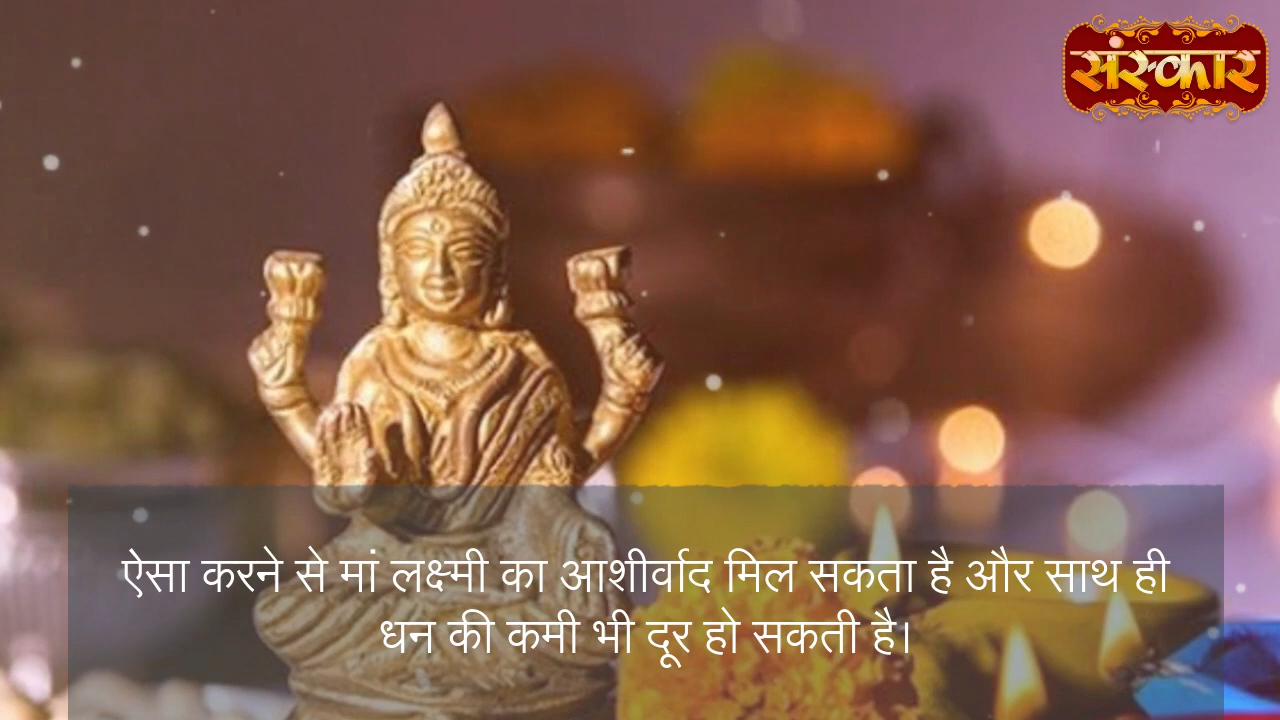 संस्कार
ऐसा करने से मां लक्ष्मी का आशीर्वाद मिल सकता है और साथ ही
धन की कमी भी दूर हो सकती है।